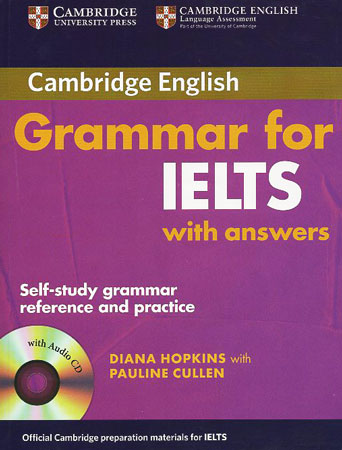 CAMBRIDGE
UNIVERSITY PRESS
CAMBRIDGE ENGLISH
Language Assessment
Part of the University of Cambridge
Cambridge English
Grammar for
IELTS
with answers
Self-study grammar
reference and practice
with Audio CD
DIANA HOPKINS with
PAULINE CULLEN
Official Cambridge preparation materials for IELTS